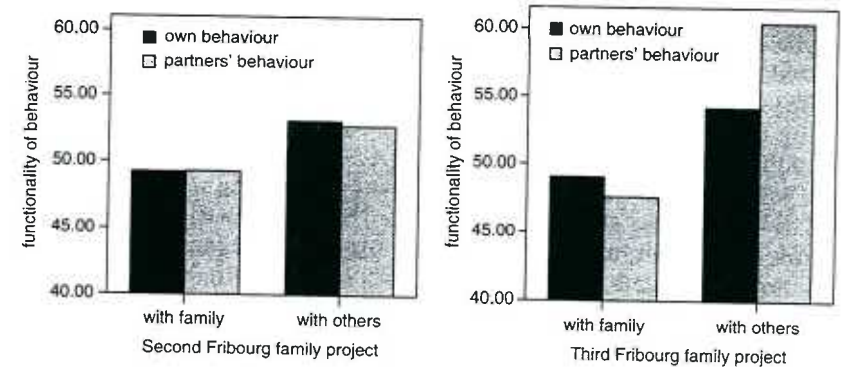 functionality of behaviour
60.00
55.00
50.00
45.00
40.00
own behaviour
partners' behaviour
with family
with others
Second Fribourg family project
functionality of behaviour
60.00
55.00
50.00
45.00
40.00
own behaviour
partners' behaviour
with family
with others
Third Fribourg family project